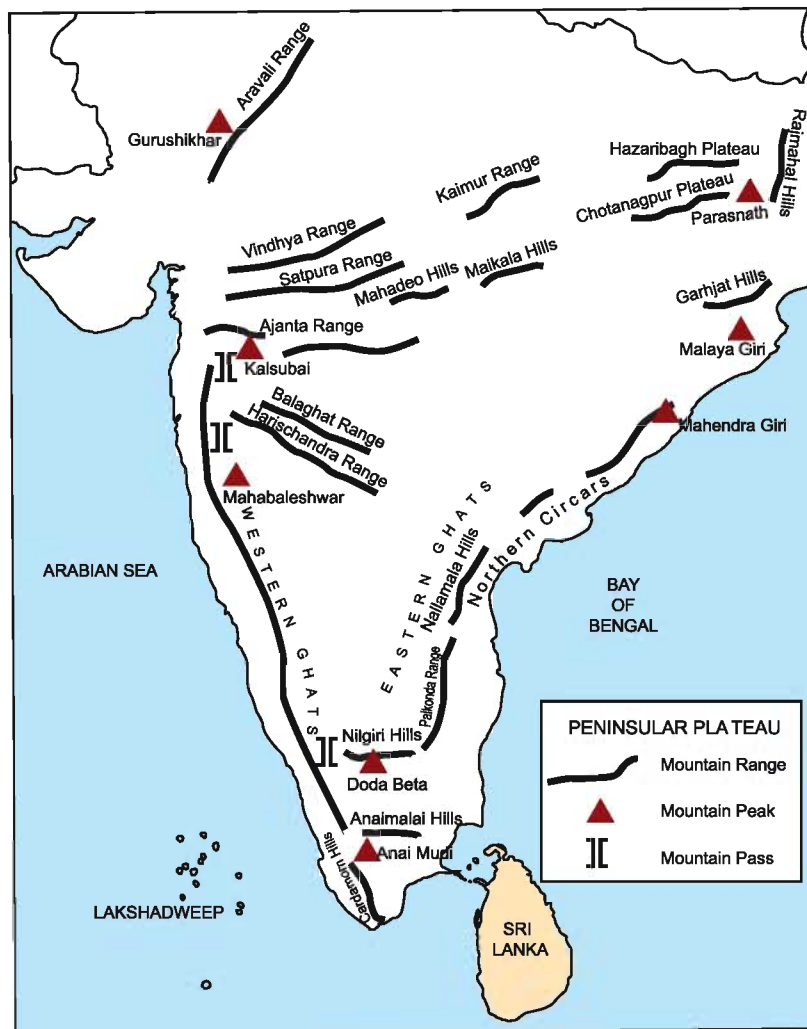 Aravali Range
Gurushikhar
Hazaribagh Plateau
Rajmahal Hills
Kaimur Range
Chotanagpur Plateau
Parasnath
Vindhya Range
Satpura Range
Mahadeo Hills
Maikala Hills
Garhjat Hills
Ajanta Range
Malaya Giri
Kalsubai
Balaghat Range
Harischandra Range
Mahendra Giri
Mahabaleshwar
WESTERN GHATS
EASTERN GHATS
Northern Circars
Nallamala Hills
ARABIAN SEA
BAY
OF
BENGAL
Palkonda Range
Nilgiri Hills
Doda Beta
Anaimalai Hills
Anai Mudi
Cardamom Hills
LAKSHADWEEP
SRI
LANKA
PENINSULAR PLATEAU
Mountain Range
Mountain Peak
Mountain Pass